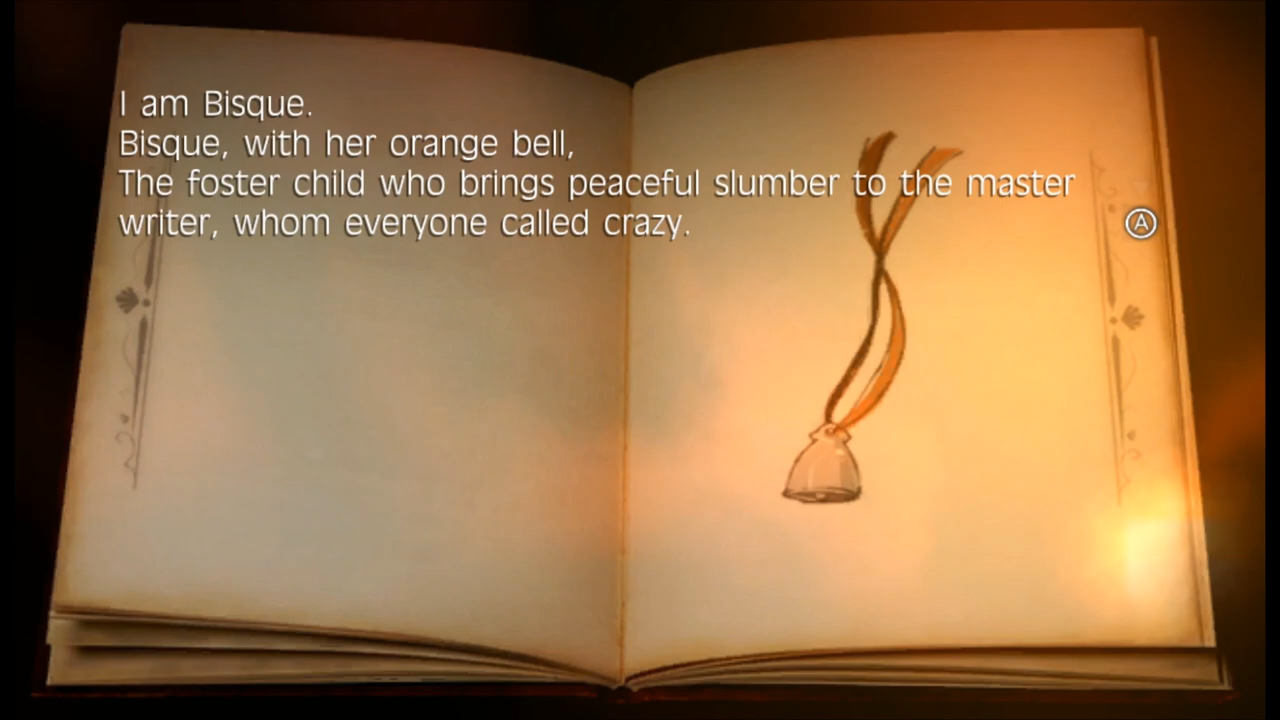 I am Bisque.
Bisque, with her orange bell,
The foster child who brings peaceful slumber to the master
writer, whom everyone called crazy.
A